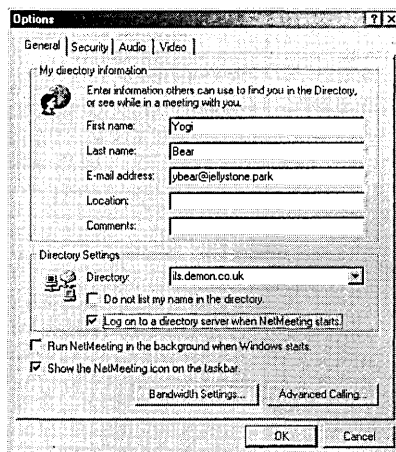 Options
General Security Audio Video
My directory information
Enter information others can use to find you in the Directory,
or see while in a meeting with you.
First name: Yogi
Last name: Bear
E-mail address: ybear@jellystone.park
Location:
Comments:
Directory Settings
Directory: ils.demon.co.uk
Do not list my name in the directory.
Log on to a directory server when NetMeeting starts.
Run NetMeeting in the background when Windows starts.
Show the NetMeeting icon on the taskbar.
Bandwidth Settings... Advanced Calling...
OK Cancel